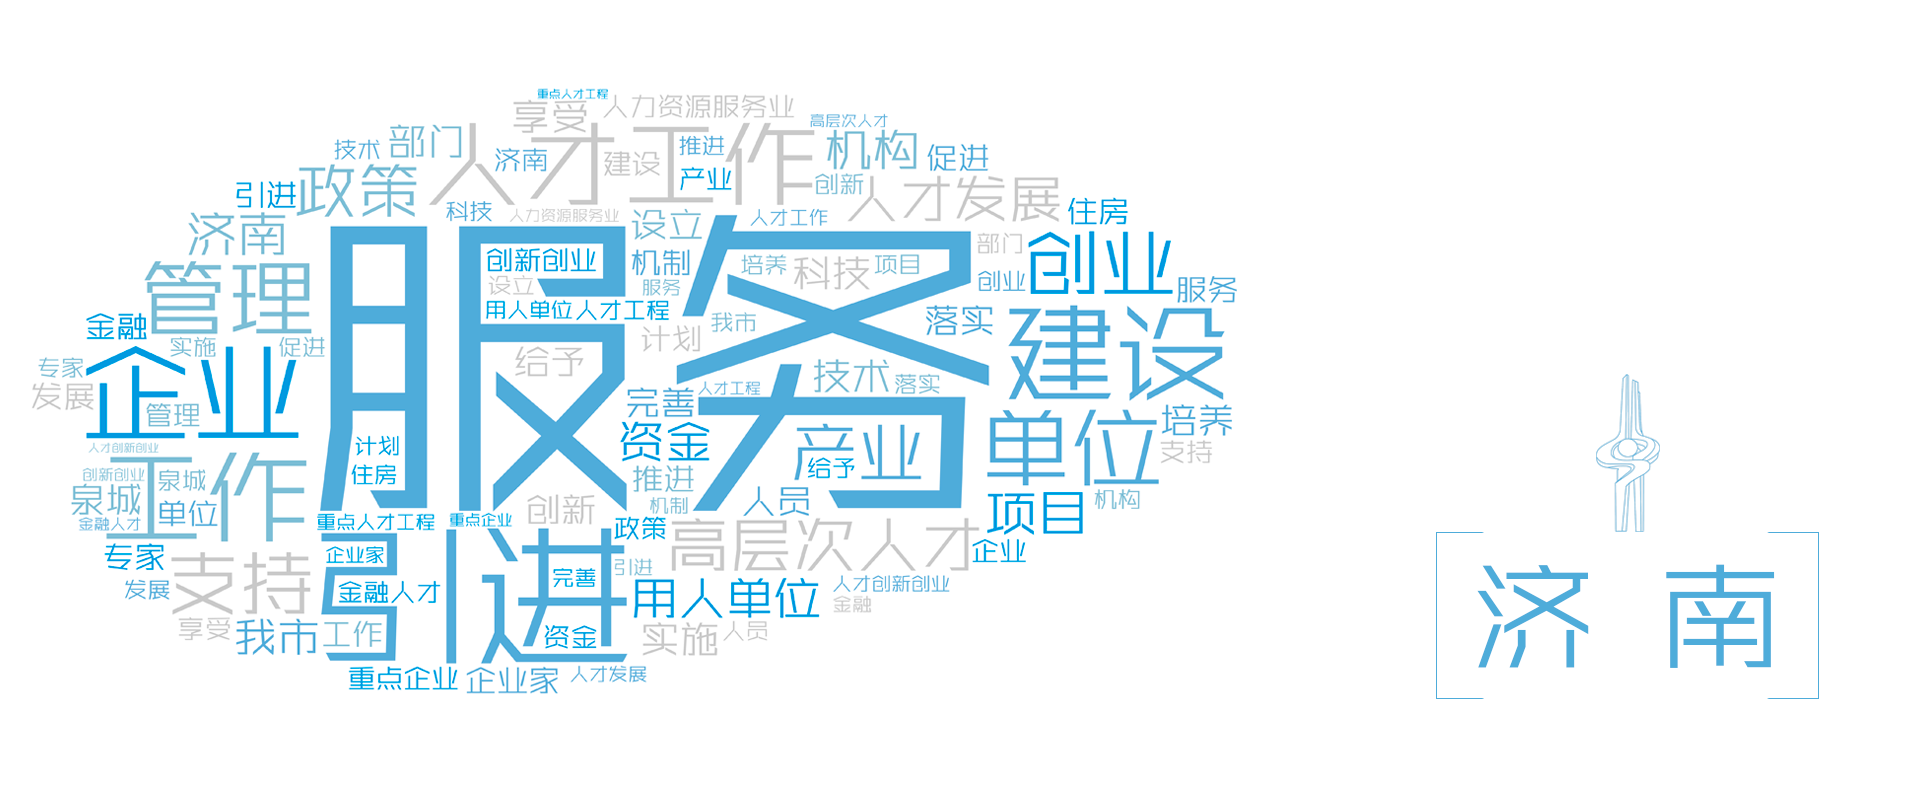 重点人才工程
享受
人力资源服务业
高层次人才
技术
部门
人才工作
推进
机构
促进
济南
建设
产业
创新
引进
政策
人才发展
住房
科技
人力资源服务业
设立
人才工作
济南
服务
创新创业
机制
培养
科技
项目
部门
创业
创业
管理
设立
服务
服务
用人单位
人才工程
我市
落实
建设
金融
实施
促进
计划
给予
专家
企业
发展
管理
完善
人才工程
技术
落实
单位
培养
支持
人才创新创业
计划
资金
产业
给予
工作
创新创业
泉城
住房
推进
泉城
单位
金融人才
重点人才工程
重点企业
创新
机制
人员
项目
机构
政策
高层次人才
企业
专家
引进
企业家
完善
引进
支持
发展
金融人才
用人单位
人才创新创业
金融
享受
我市
工作
资金
实施
人员
重点企业
企业家
人才发展
济南